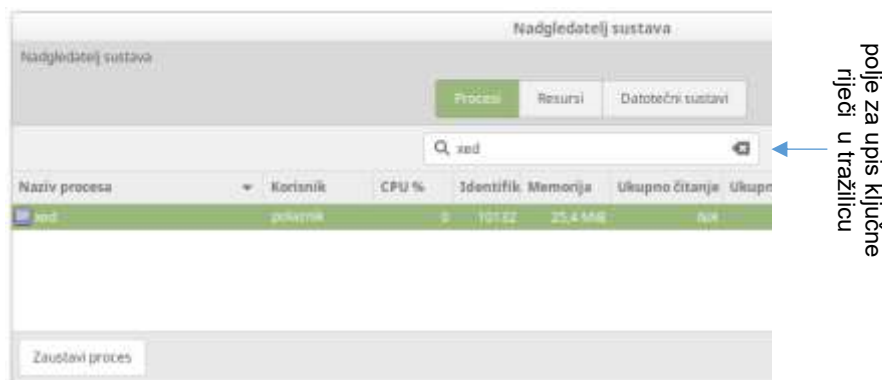 Nadgledatelj sustava
Nadgledatelj sustava
Procesi Resursi Datotečni sustavi
xed
Naziv procesa Korisnik CPU % Identifik Memorija Ukupno čitanje Ukupn
xed polaznik 0 10132 25,4 MiB N/A
Zaustavi proces
polje za upis ključne
riječi u tražilicu